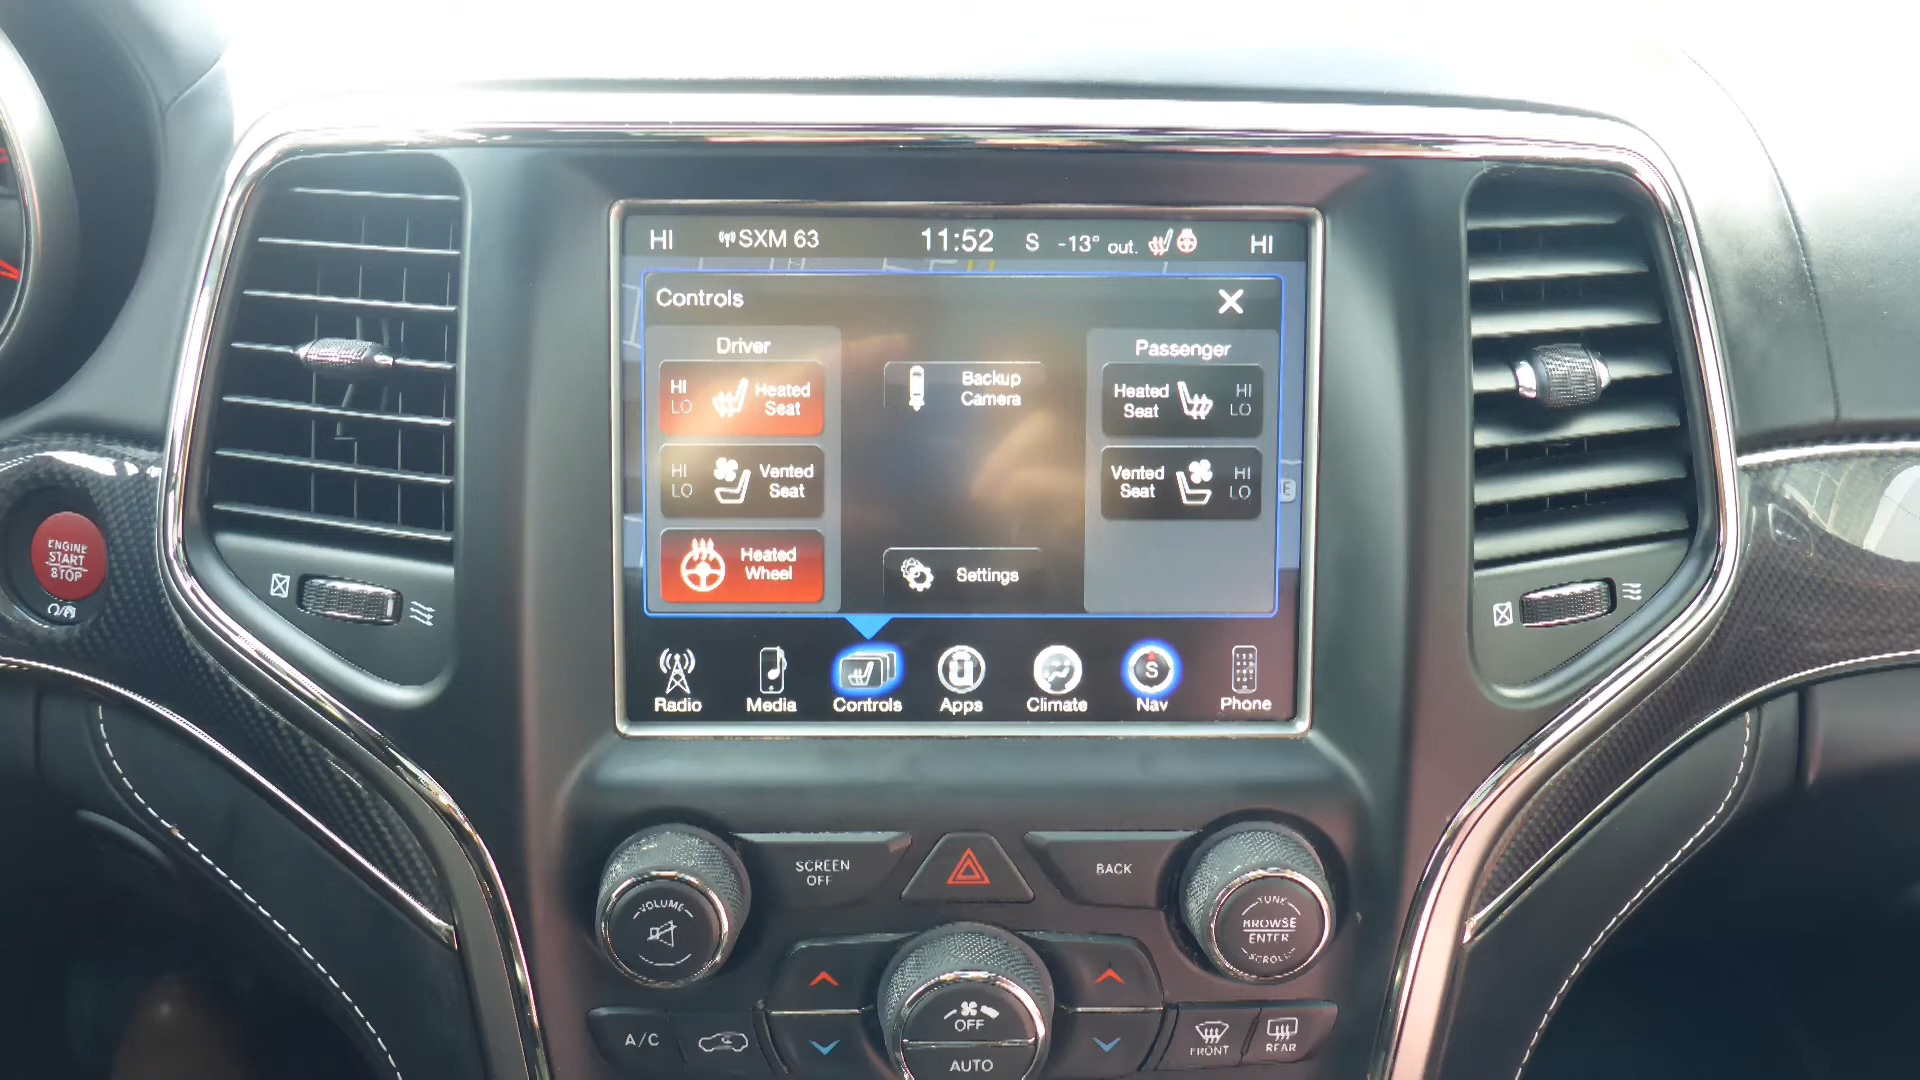 HI SXM 63 11:52 S -13° out. HI
Controls
Driver
HI
LO
Heated
Seat
HI
LO
Vented
Seat
Heated
Wheel
Backup
Camera
Settings
Passenger
Heated
Seat
HI
LO
Vented
Seat
HI
LO
E
Radio Media Controls Apps Climate S Nav Phone
ENGINE
START
STOP
SCREEN
OFF
BACK
VOLUME
TUNE
BROWSE
ENTER
SCROLL
OFF
AUTO
A/C
FRONT
REAR